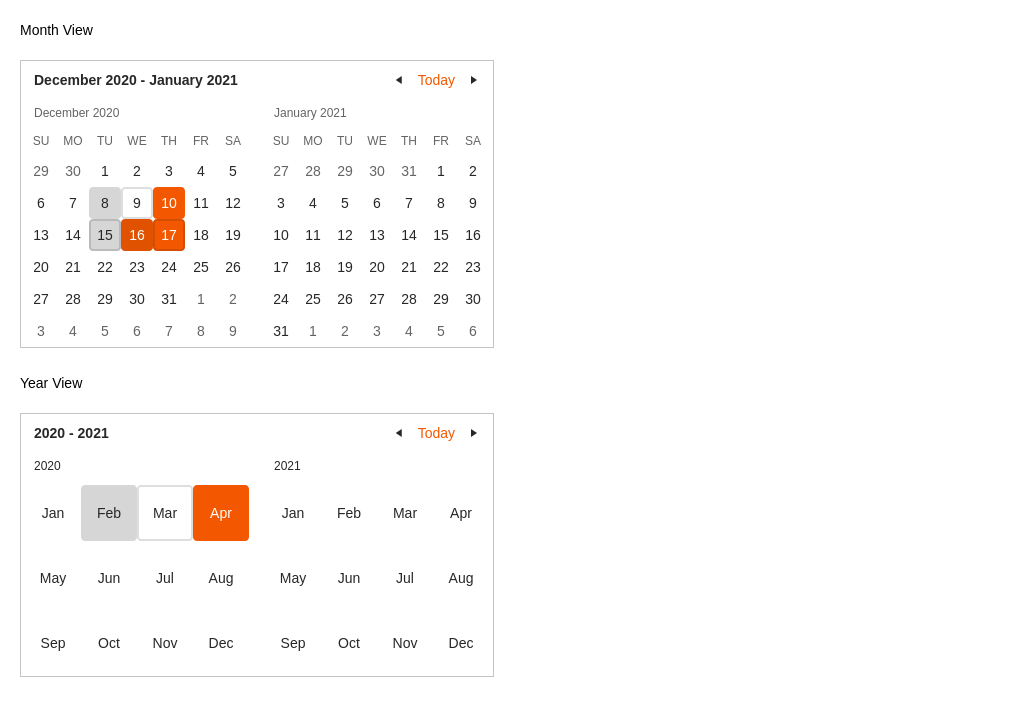 Month View
December 2020 - January 2021 Today
December 2020 January 2021
SU MO TU WE TH FR SA SU MO TU WE TH FR SA
29 30 1 2 3 4 5 27 28 29 30 31 1 2
6 7 8 9 10 11 12 3 4 5 6 7 8 9
13 14 15 16 17 18 19 10 11 12 13 14 15 16
20 21 22 23 24 25 26 17 18 19 20 21 22 23
27 28 29 30 31 1 2 24 25 26 27 28 29 30
3 4 5 6 7 8 9 31 1 2 3 4 5 6
Year View
2020 - 2021 Today
2020 2021
Jan Feb Mar Apr Jan Feb Mar Apr
May Jun Jul Aug May Jun Jul Aug
Sep Oct Nov Dec Sep Oct Nov Dec